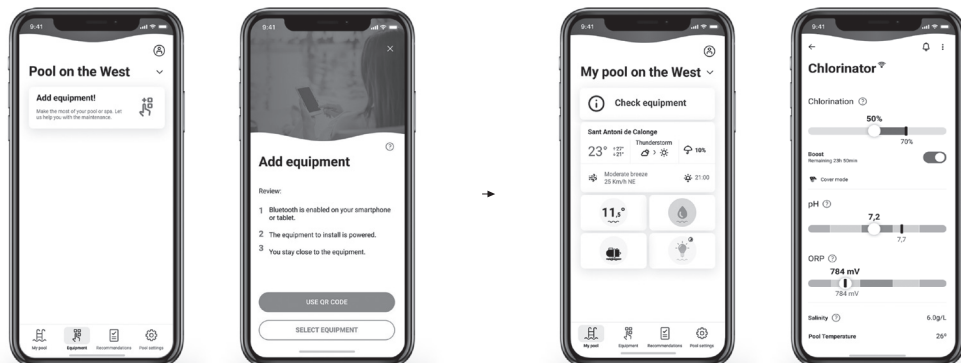 9:41
Pool on the West
Add equipment!
Make the most of your pool or spa. Let
us help you with the maintenance.
My pool
Equipment
Recommendations
Pool settings
9:41
Add equipment
Review:
1 Bluetooth is enabled on your smartphone
or tablet.
2 The equipment to install is powered.
3 You stay close to the equipment.
USE QR CODE
SELECT EQUIPMENT
9:41
My pool on the West
Check equipment
Sant Antoni de Calonge
Thunderstorm
23° +27° 10%
+21°
Moderate breeze
25 Km/h NE
21:00
11,5°
My pool
Equipment
Recommendations
Pool settings
9:41
Chlorinator
Chlorination
50%
70%
Boost
Remaining 23h 50min
Cover mode
pH
7,2
7,7
ORP
784 mV
784 mV
Salinity 6.0g/L
Pool Temperature 26°